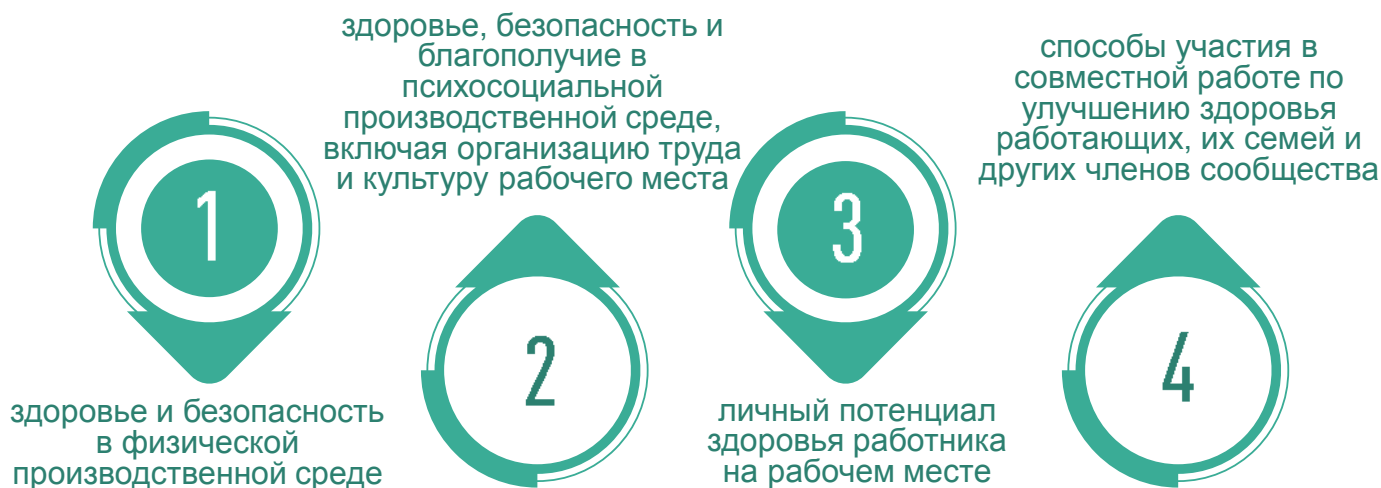 1
здоровье и безопасность
в физической
производственной среде
здоровье, безопасность и
благополучие в
психосоциальной
производственной среде,
включая организацию труда
и культуру рабочего места
2
3
личный потенциал
здоровья работника
на рабочем месте
способы участия в
совместной работе по
улучшению здоровья
работающих, их семей и
других членов сообщества
4